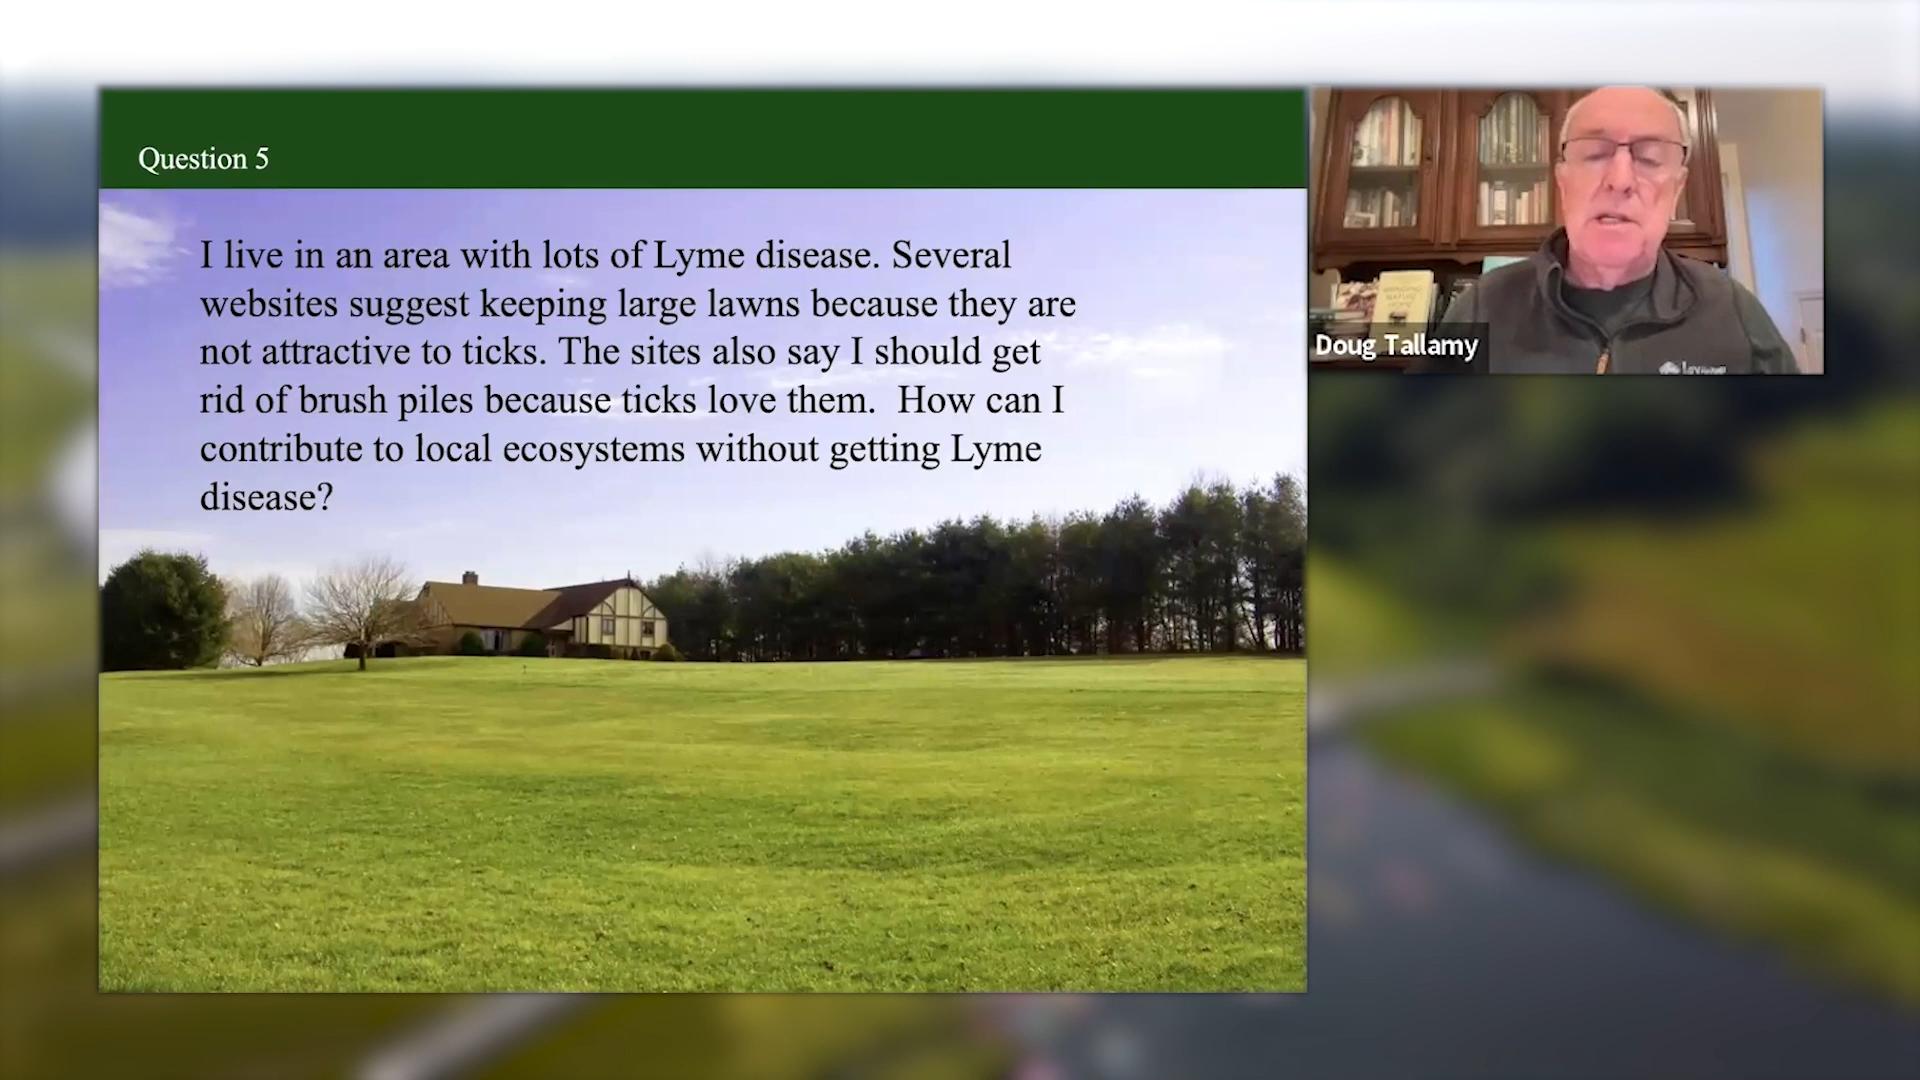 Question 5
I live in an area with lots of Lyme disease. Several
websites suggest keeping large lawns because they are
not attractive to ticks. The sites also say I should get
rid of brush piles because ticks love them.  How can I
contribute to local ecosystems without getting Lyme
disease?
Doug Tallamy